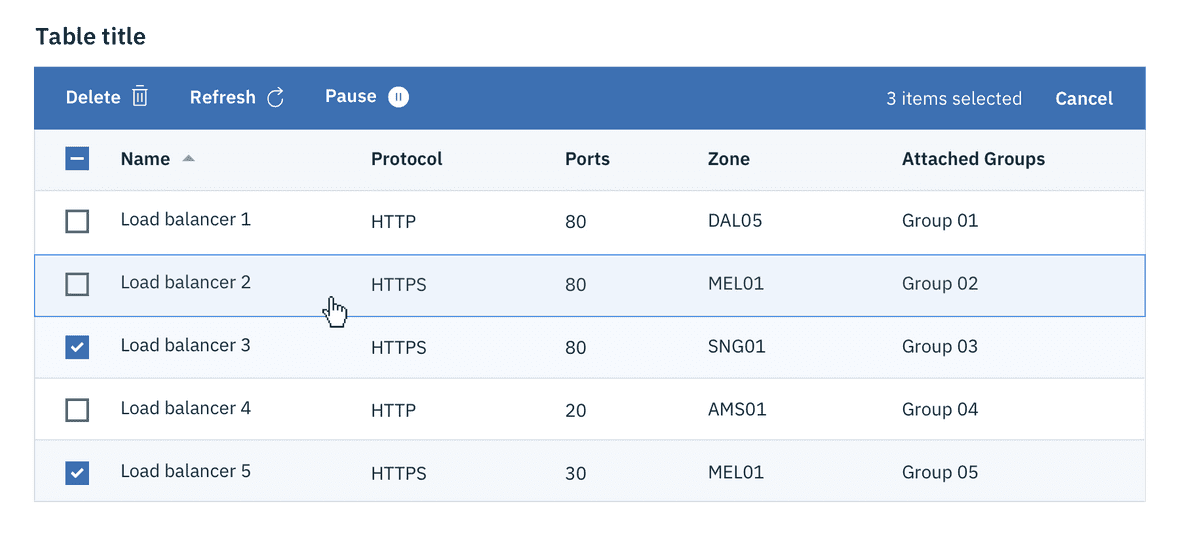 Table title
Delete Refresh Pause 3 items selected Cancel
Name Protocol Ports Zone Attached Groups
Load balancer 1 HTTP 80 DAL05 Group 01
Load balancer 2 HTTPS 80 MEL01 Group 02
Load balancer 3 HTTPS 80 SNG01 Group 03
Load balancer 4 HTTP 20 AMS01 Group 04
Load balancer 5 HTTPS 30 MEL01 Group 05